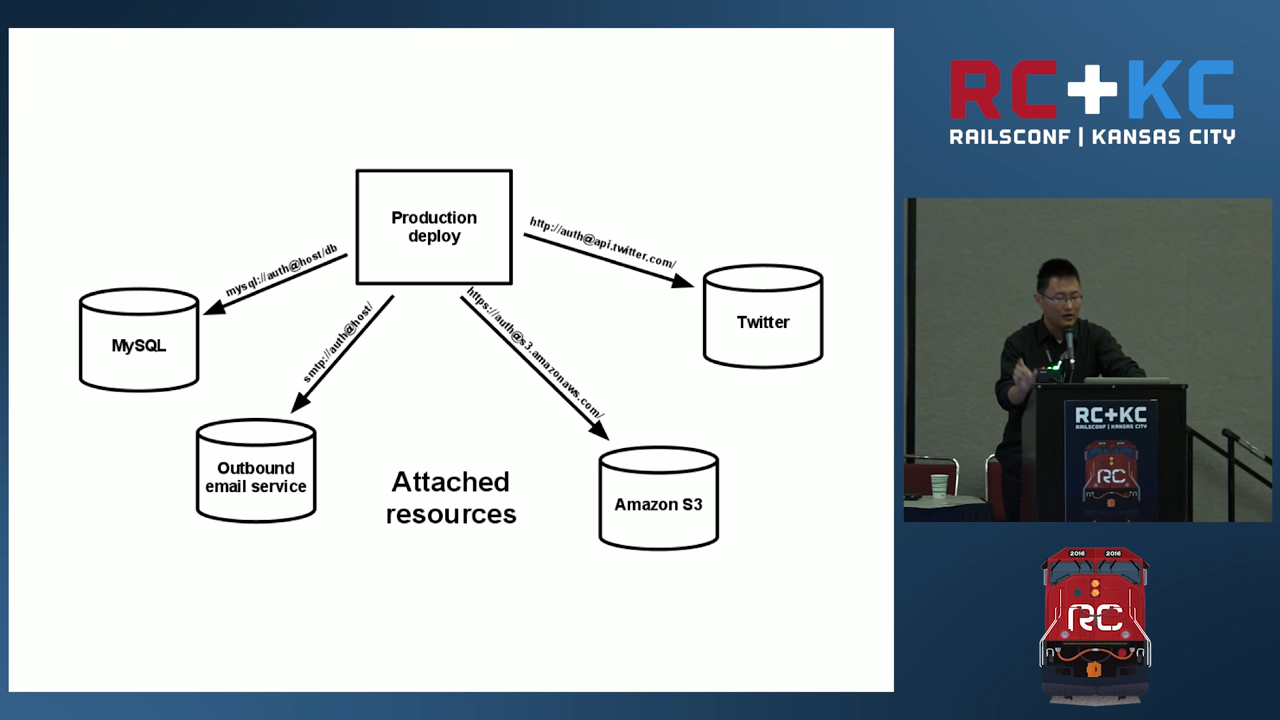 Production
deploy
mysql://auth@host/db
smtp://auth@host/
https://auth@s3.amazonaws.com/
http://auth@api.twitter.com/
MySQL
Outbound
email service
Attached
resources
Amazon S3
Twitter
RC+KC
RAILSCONF | KANSAS CITY
RC+KC
RAILSCONF | KANSAS CITY
RC
2016 2016
RC